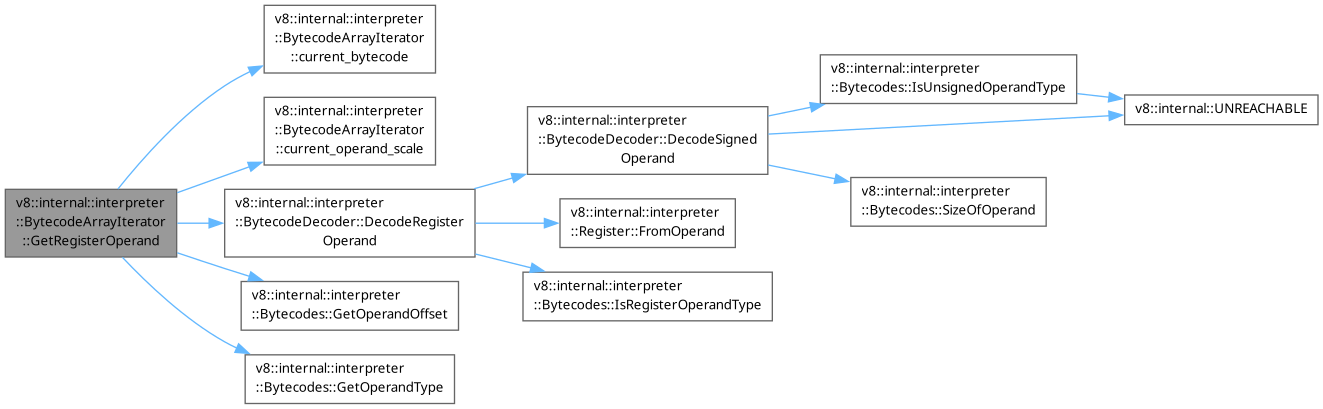 v8::internal::interpreter
::BytecodeArrayIterator
::GetRegisterOperand
v8::internal::interpreter
::BytecodeArrayIterator
::current_bytecode
v8::internal::interpreter
::BytecodeArrayIterator
::current_operand_scale
v8::internal::interpreter
::BytecodeDecoder::DecodeRegister
Operand
v8::internal::interpreter
::Bytecodes::GetOperandOffset
v8::internal::interpreter
::Bytecodes::GetOperandType
v8::internal::interpreter
::BytecodeDecoder::DecodeSigned
Operand
v8::internal::interpreter
::Register::FromOperand
v8::internal::interpreter
::Bytecodes::IsRegisterOperandType
v8::internal::interpreter
::Bytecodes::IsUnsignedOperandType
v8::internal::interpreter
::Bytecodes::SizeOfOperand
v8::internal::UNREACHABLE